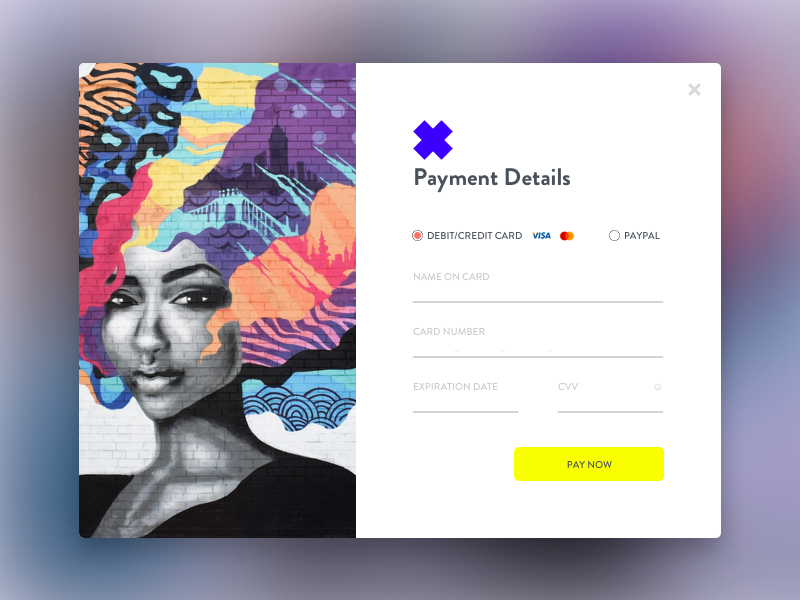 Payment Details
DEBIT/CREDIT CARD VISA PAYPAL
NAME ON CARD
CARD NUMBER
EXPIRATION DATE CVV
PAY NOW